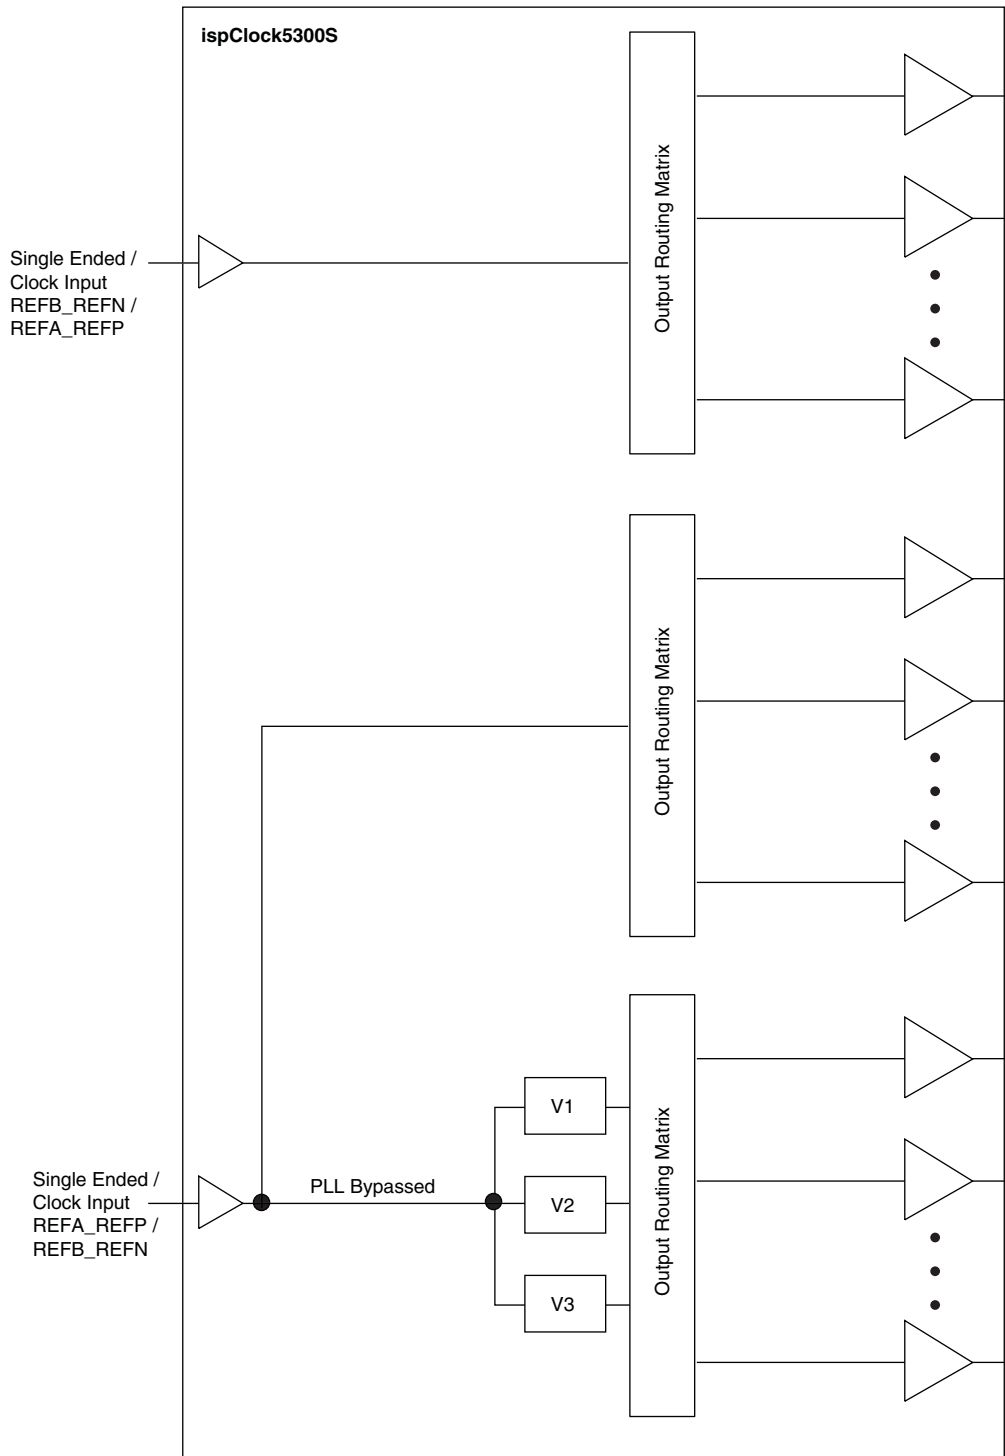 ispClock5300S
Output Routing Matrix
Single Ended /
Clock Input
REFB_REFN /
REFA_REFP
Output Routing Matrix
Output Routing Matrix
V1
Single Ended /
Clock Input
REFA_REFP /
REFB_REFN
PLL Bypassed
V2
V3